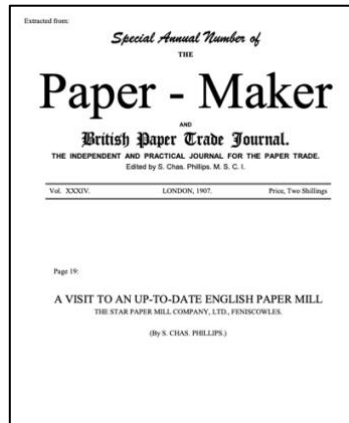 Extracted from:
Special Annual Number of
THE
Paper - Maker
AND
British Paper Trade Journal.
THE INDEPENDENT AND PRACTICAL JOURNAL FOR THE PAPER TRADE.
Edited by S. Chas. Phillips. M. S. C. I.
Vol. XXXIV. LONDON, 1907. Price, Two Shillings
Page 19:
A VISIT TO AN UP-TO-DATE ENGLISH PAPER MILL
THE STAR PAPER MILL COMPANY, LTD., FENISCOWLES.
(By S. CHAS. PHILLIPS.)